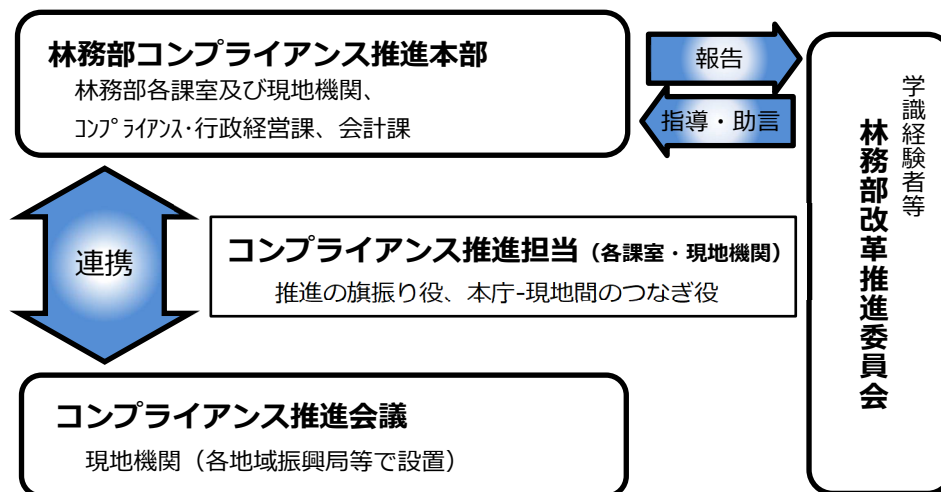 林務部コンプライアンス推進本部
林務部各課室及び現地機関、
ｺﾝﾌﾟﾗｲｱﾝｽ･行政経営課、会計課
報告
指導・助言
学識経験者等
林務部改革推進委員会
連携
コンプライアンス推進担当（各課室・現地機関）
推進の旗振り役、本庁-現地間のつなぎ役
コンプライアンス推進会議
現地機関（各地域振興局等で設置）